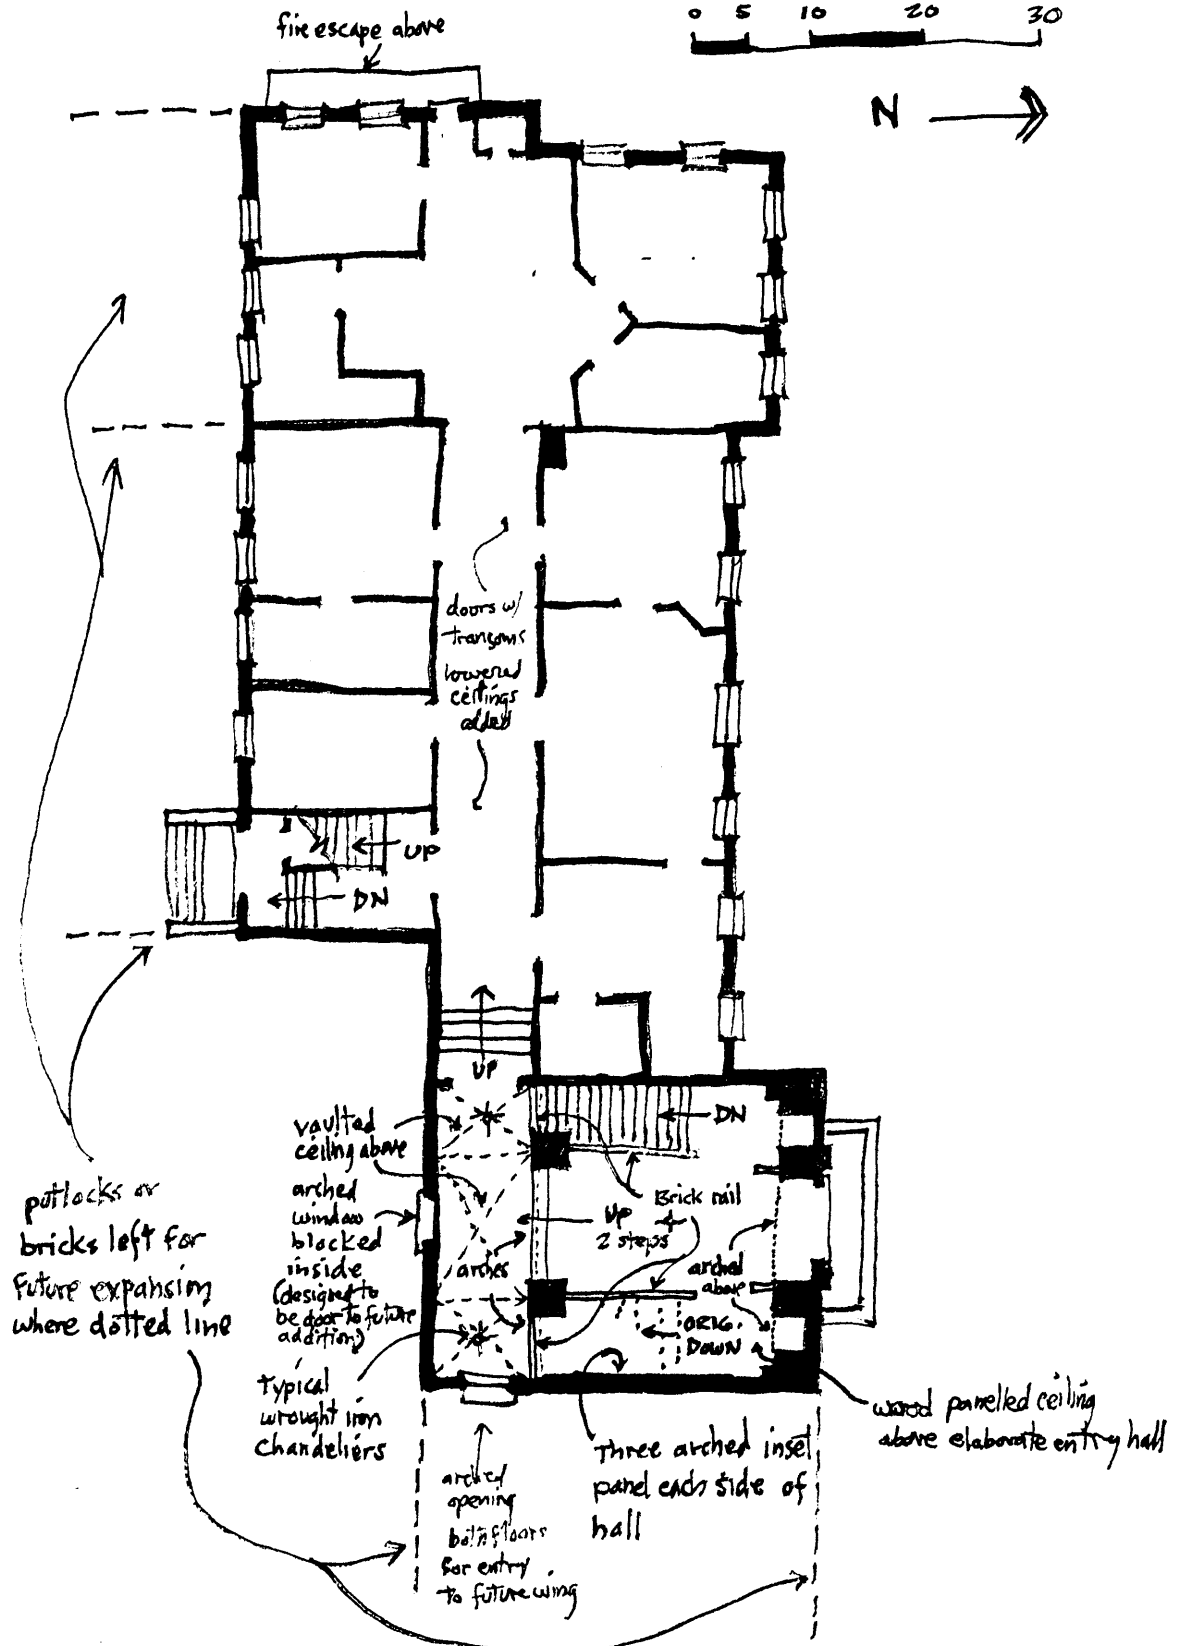 0 5 10 20 30
fire escape above
N
doors w/
transoms
lowered
ceilings
added
UP
DN
UP
DN
vaulted
ceiling above
arched
window
blocked
inside
(designed to
be door to future
addition)
Brick rail
UP
2 steps
arches
arched
above
ORIG.
DOWN
putlocks or
bricks left for
future expansion
where dotted line
Typical
wrought iron
chandeliers
wood panelled ceiling
above elaborate entry hall
Three arched inset
panel each side of
hall
arched
opening
both floors
for entry
to future wing